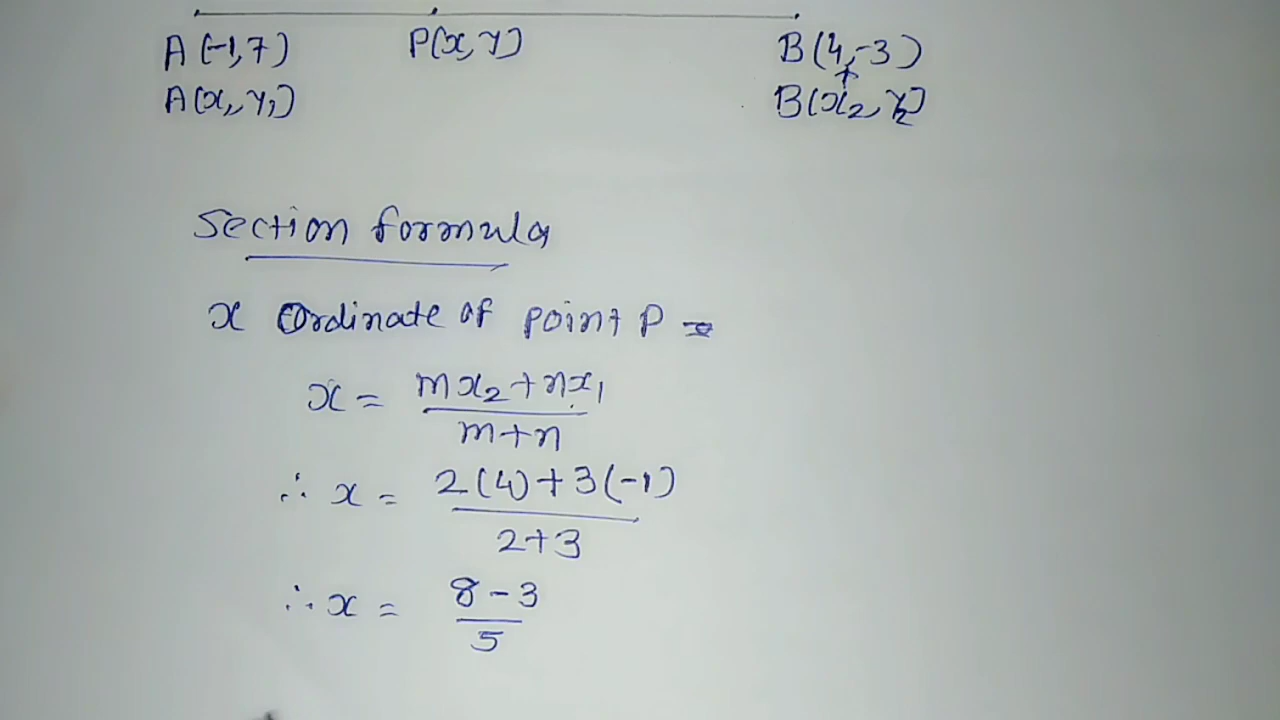 A (-1, 7) P(x, y) B (4, -3)
A (x₁, y₁) B (x₂, y₂)
Section formula
x Ordinate of point P =
x = mx₂ + nx₁ / m + n
∴ x = 2(4) + 3(-1) / 2 + 3
∴ x = 8 - 3 / 5